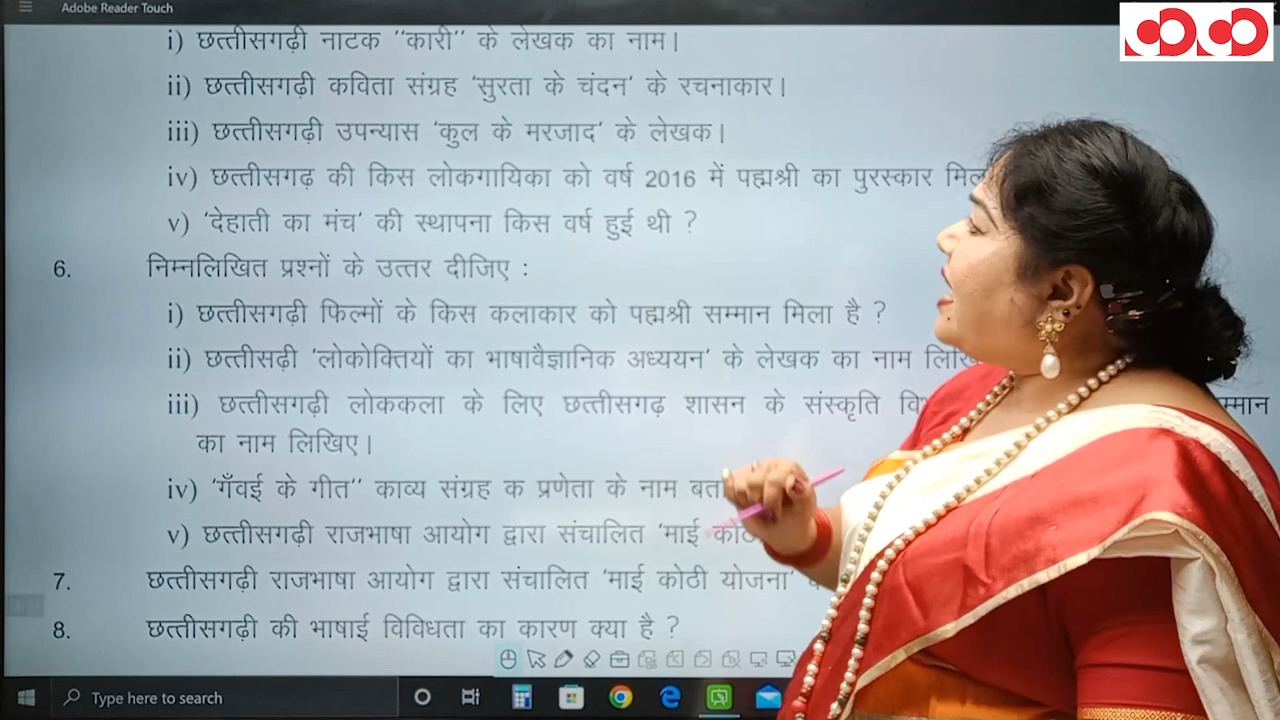 Adobe Reader Touch
i) छत्तीसगढ़ी नाटक ‘‘कारी’’ के लेखक का नाम।
ii) छत्तीसगढ़ी कविता संग्रह ‘सुरता के चंदन’ के रचनाकार।
iii) छत्तीसगढ़ी उपन्यास ‘कुल के मरजाद’ के लेखक।
iv) छत्तीसगढ़ की किस लोकगायिका को वर्ष 2016 में पद्मश्री का पुरस्कार
v) ‘देहाती का मंच’ की स्थापना किस वर्ष हुई थी ?
6. निम्नलिखित प्रश्नों के उत्तर दीजिए :
i) छत्तीसगढ़ी फिल्मों के किस कलाकार को पद्मश्री सम्मान मिला है ?
ii) छत्तीसढ़ी ‘लोकोक्तियों का भाषावैज्ञानिक अध्ययन’ के लेखक का नाम
iii) छत्तीसगढ़ी लोककला के लिए छत्तीसगढ़ शासन के संस्कृति
का नाम लिखिए।
iv) ‘गँवई के गीत’’ काव्य संग्रह क प्रणेता के नाम
v) छत्तीसगढ़ी राजभाषा आयोग द्वारा संचालित ‘माई
7. छत्तीसगढ़ी राजभाषा आयोग द्वारा संचालित ‘माई कोठी योजना’
8. छत्तीसगढ़ी की भाषाई विविधता का कारण क्या है ?
Type here to search